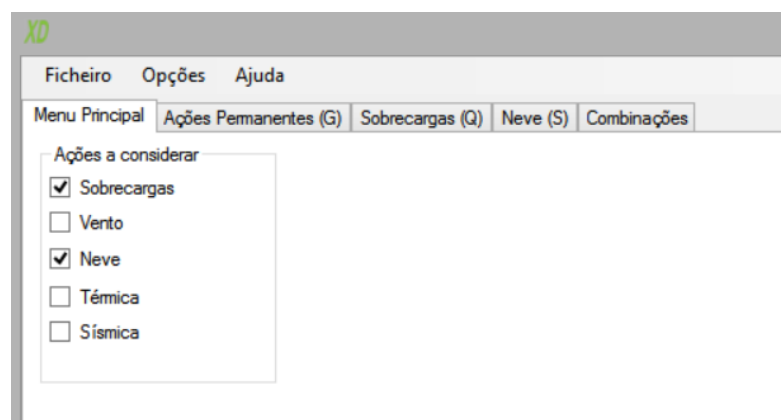 XD
Ficheiro Opções Ajuda
Menu Principal Ações Permanentes (G) Sobrecargas (Q) Neve (S) Combinações
Ações a considerar
Sobrecargas
Vento
Neve
Térmica
Sísmica